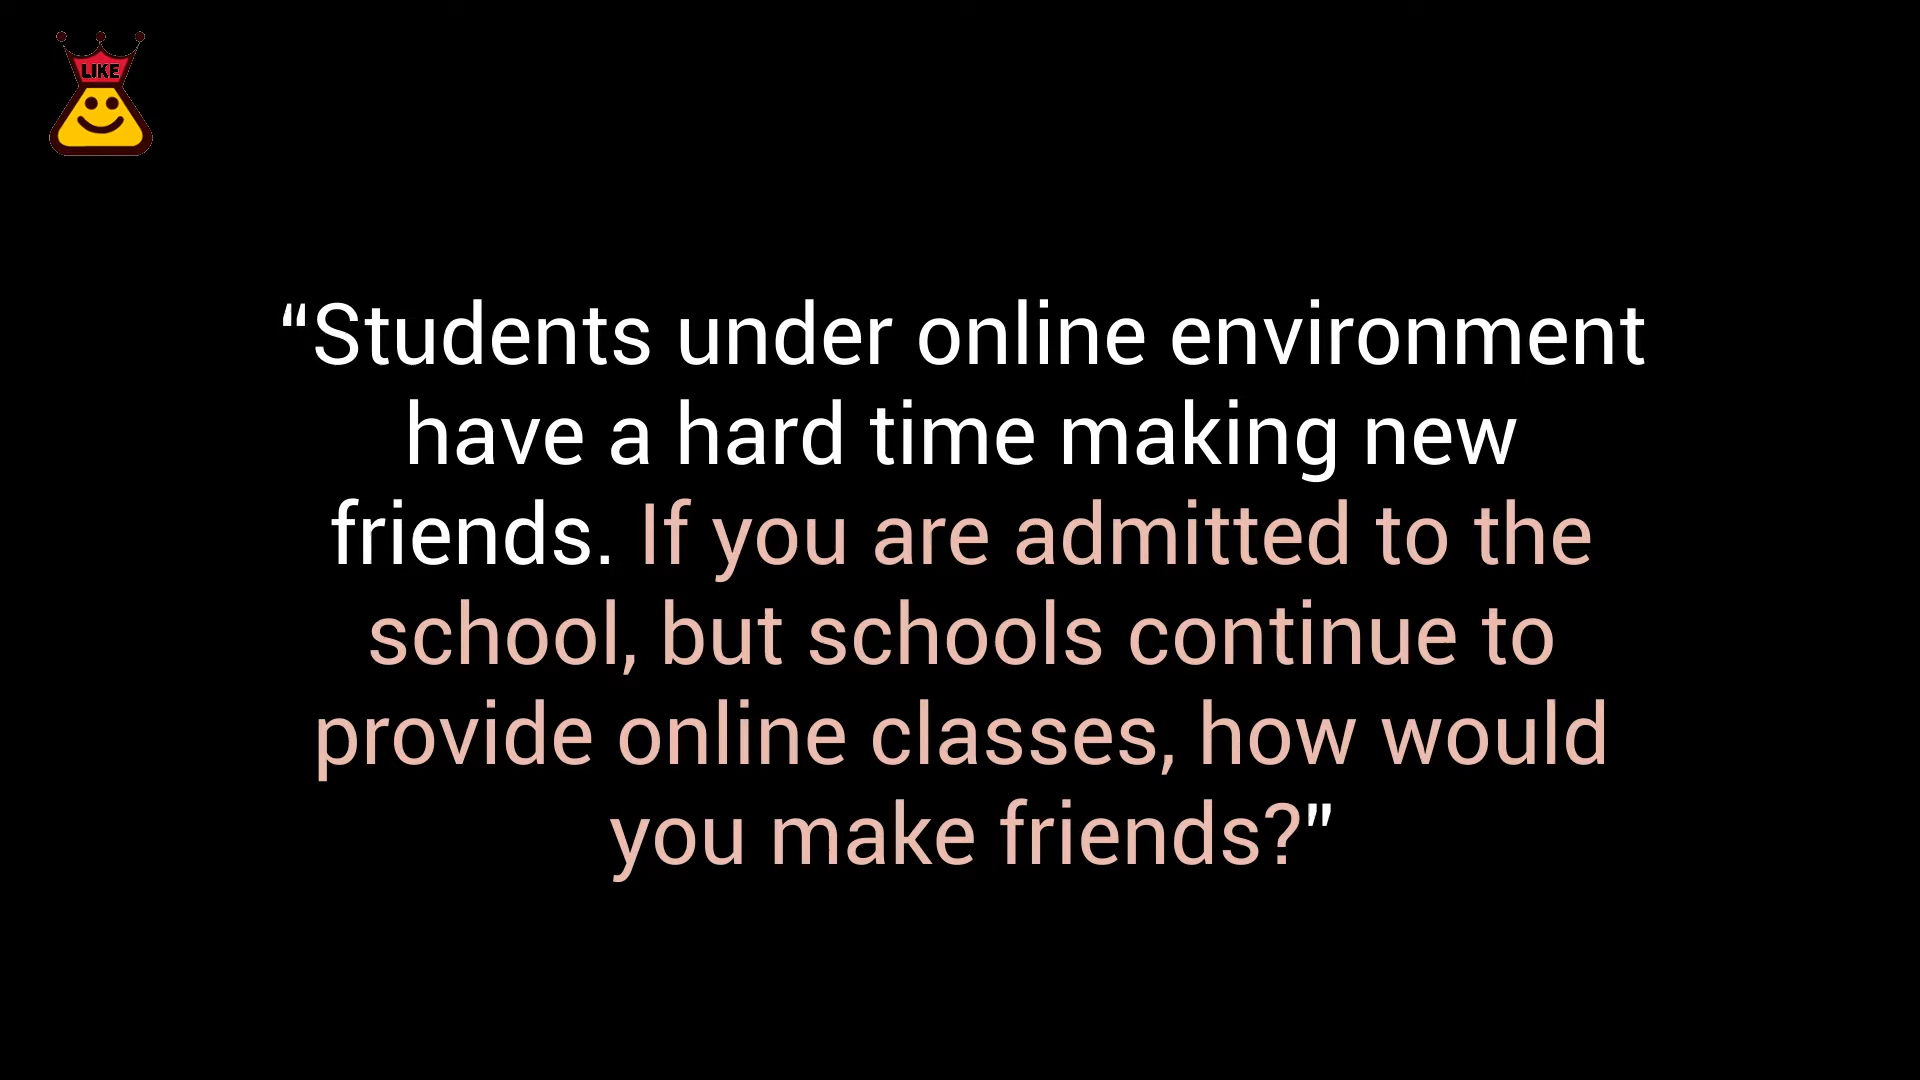 LIKE
“Students under online environment
have a hard time making new
friends. If you are admitted to the
school, but schools continue to
provide online classes, how would
you make friends?”